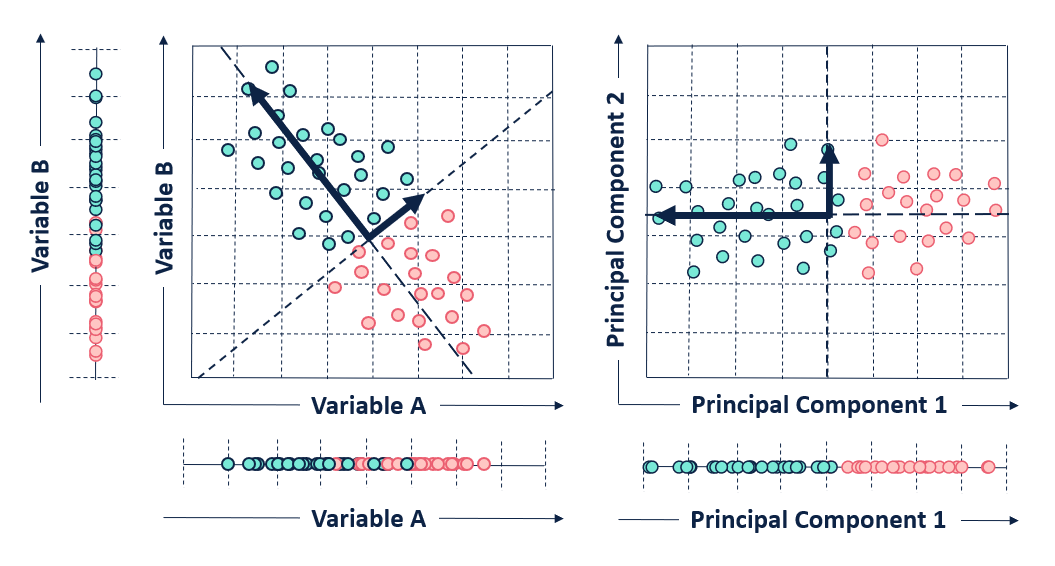 Variable B
Variable B
Variable A
Variable A
Principal Component 2
Principal Component 1
Principal Component 1